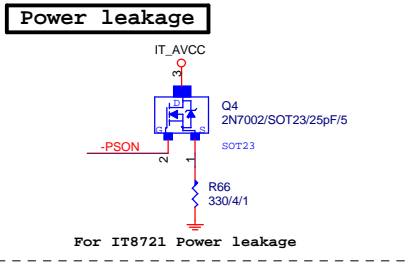 Power leakage
IT_AVCC
3
D
Q4
2N7002/SOT23/25pF/5
G
S
SOT23
-PSON
2
1
R66
330/4/1
For IT8721 Power leakage